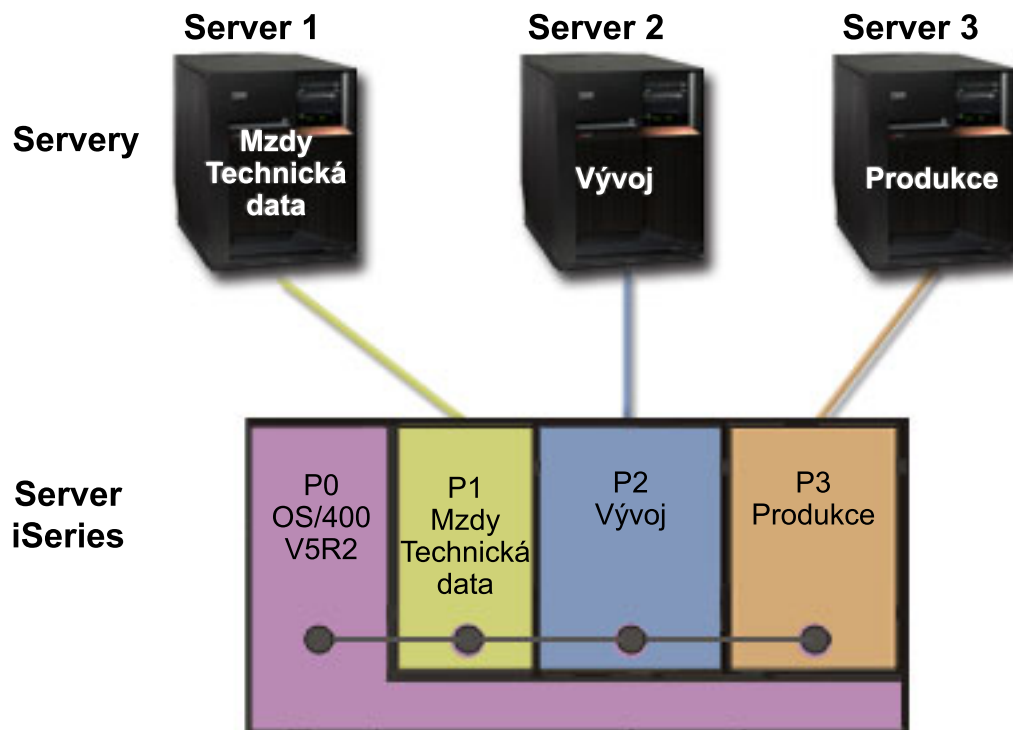 Server 1
Server 2
Server 3
Servery
Mzdy
Technická
data
Vývoj
Produkce
Server
iSeries
P0
OS/400
V5R2
P1
Mzdy
Technická
data
P2
Vývoj
P3
Produkce